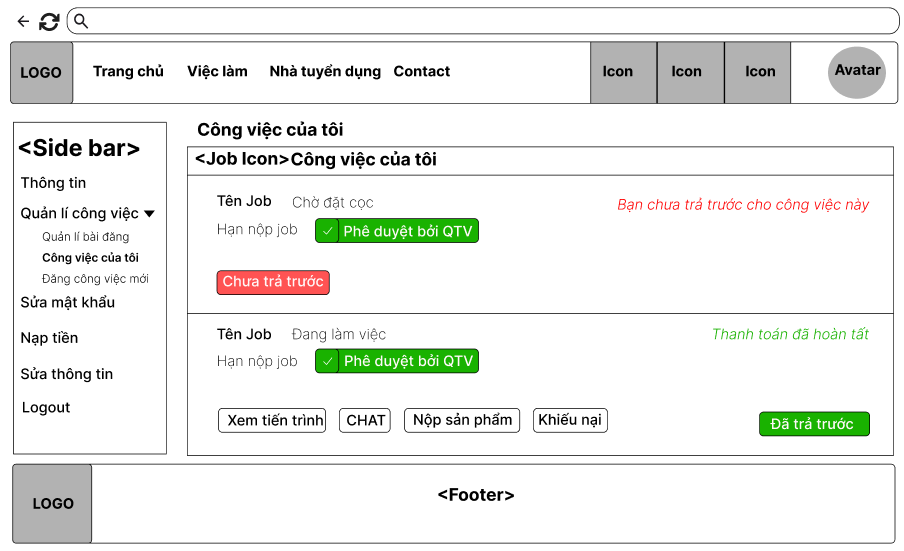 LOGO Trang chủ Việc làm Nhà tuyển dụng Contact Icon Icon Icon Avatar
<Side bar>
Thông tin
Quản lí công việc
Quản lí bài đăng
Công việc của tôi
Đăng công việc mới
Sửa mật khẩu
Nạp tiền
Sửa thông tin
Logout
Công việc của tôi
<Job Icon>Công việc của tôi
Tên Job Chờ đặt cọc Bạn chưa trả trước cho công việc này
Hạn nộp job Phê duyệt bởi QTV
Chưa trả trước
Tên Job Đang làm việc Thanh toán đã hoàn tất
Hạn nộp job Phê duyệt bởi QTV
Xem tiến trình CHAT Nộp sản phẩm Khiếu nại Đã trả trước
LOGO <Footer>